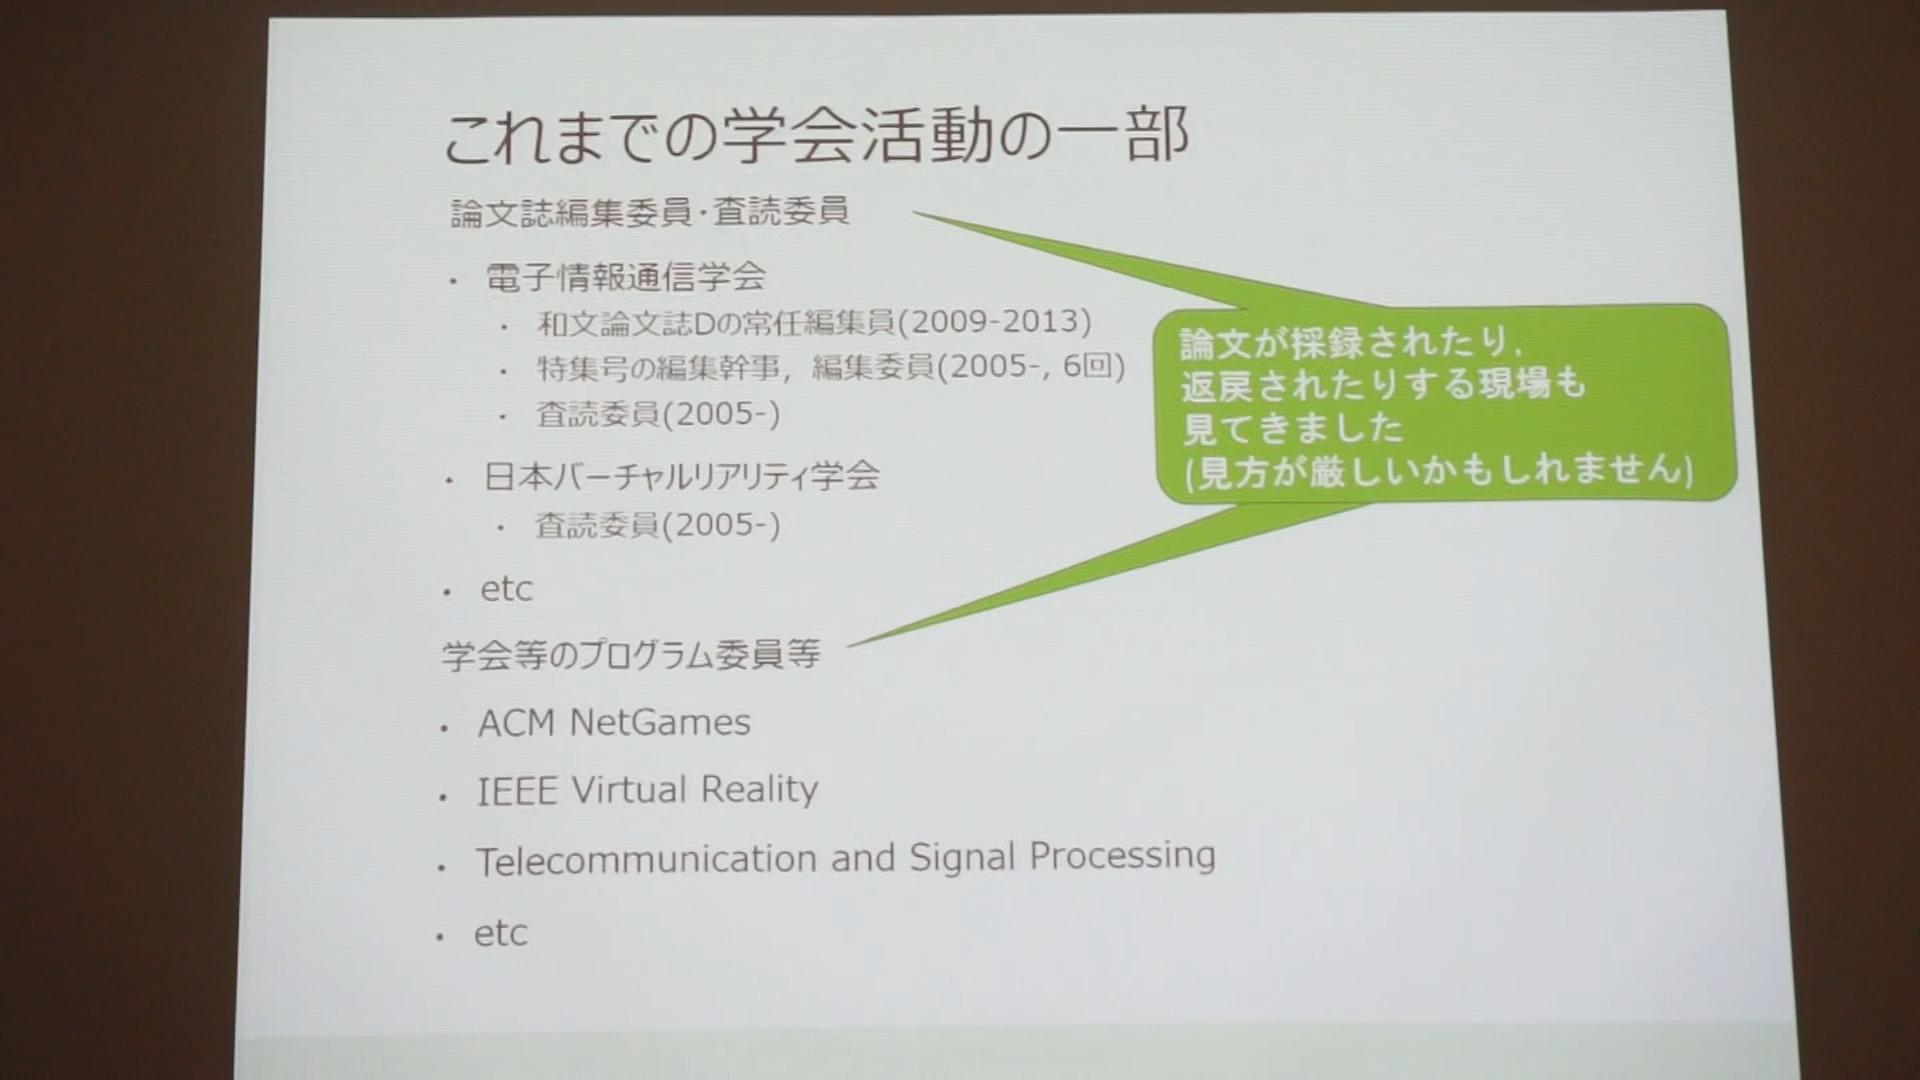 これまでの学会活動の一部
論文誌編集委員・査読委員
・ 電子情報通信学会
・ 和文論文誌Dの常任編集員(2009-2013)
・ 特集号の編集幹事，編集委員(2005-, 6回)
・ 査読委員(2005-)
・ 日本バーチャルリアリティ学会
・ 査読委員(2005-)
・ etc
学会等のプログラム委員等
・ ACM NetGames
・ IEEE Virtual Reality
・ Telecommunication and Signal Processing
・ etc
論文が採録されたり，
返戻されたりする現場も
見てきました
(見方が厳しいかもしれません)